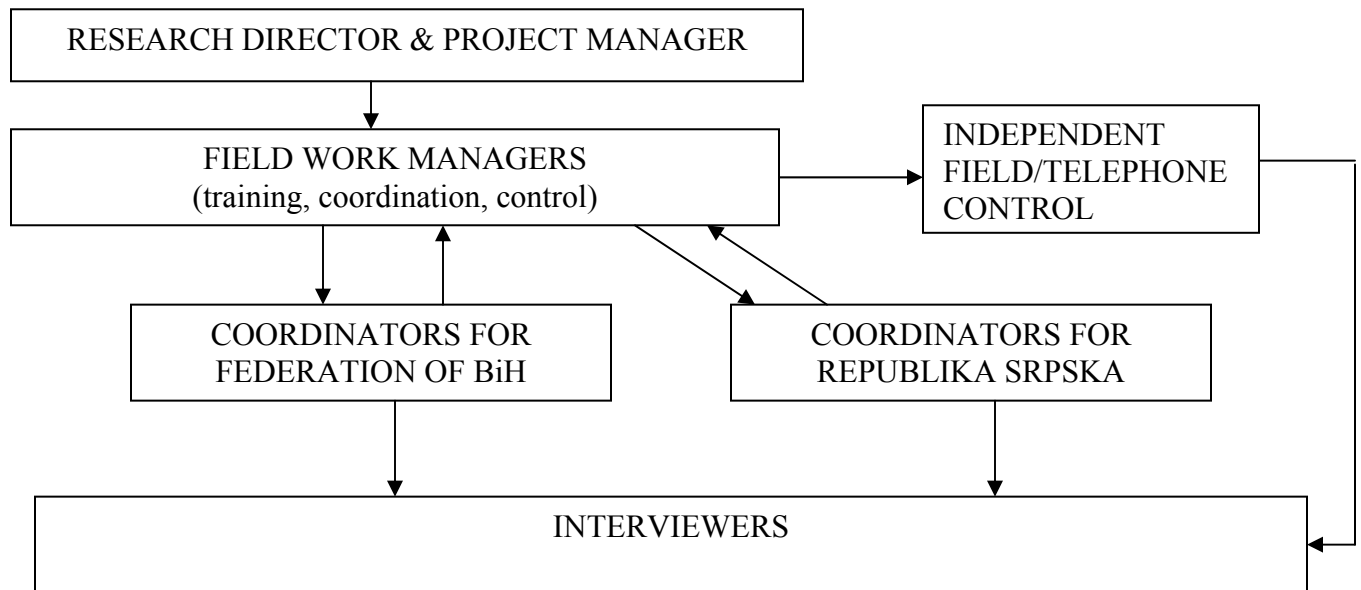 RESEARCH DIRECTOR & PROJECT MANAGER
FIELD WORK MANAGERS
(training, coordination, control)
INDEPENDENT
FIELD/TELEPHONE
CONTROL
COORDINATORS FOR
FEDERATION OF BiH
COORDINATORS FOR
REPUBLIKA SRPSKA
INTERVIEWERS